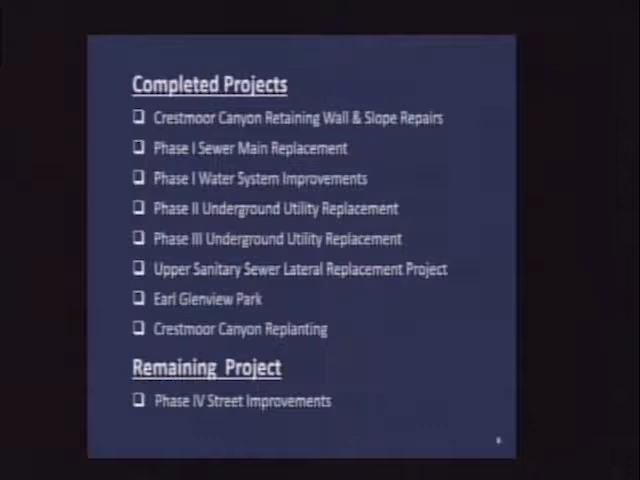 Completed Projects
❑ Crestmoor Canyon Retaining Wall & Slope Repairs
❑ Phase I Sewer Main Replacement
❑ Phase I Water System Improvements
❑ Phase II Underground Utility Replacement
❑ Phase III Underground Utility Replacement
❑ Upper Sanitary Sewer Lateral Replacement Project
❑ Earl Glenview Park
❑ Crestmoor Canyon Replanting
Remaining Project
❑ Phase IV Street Improvements